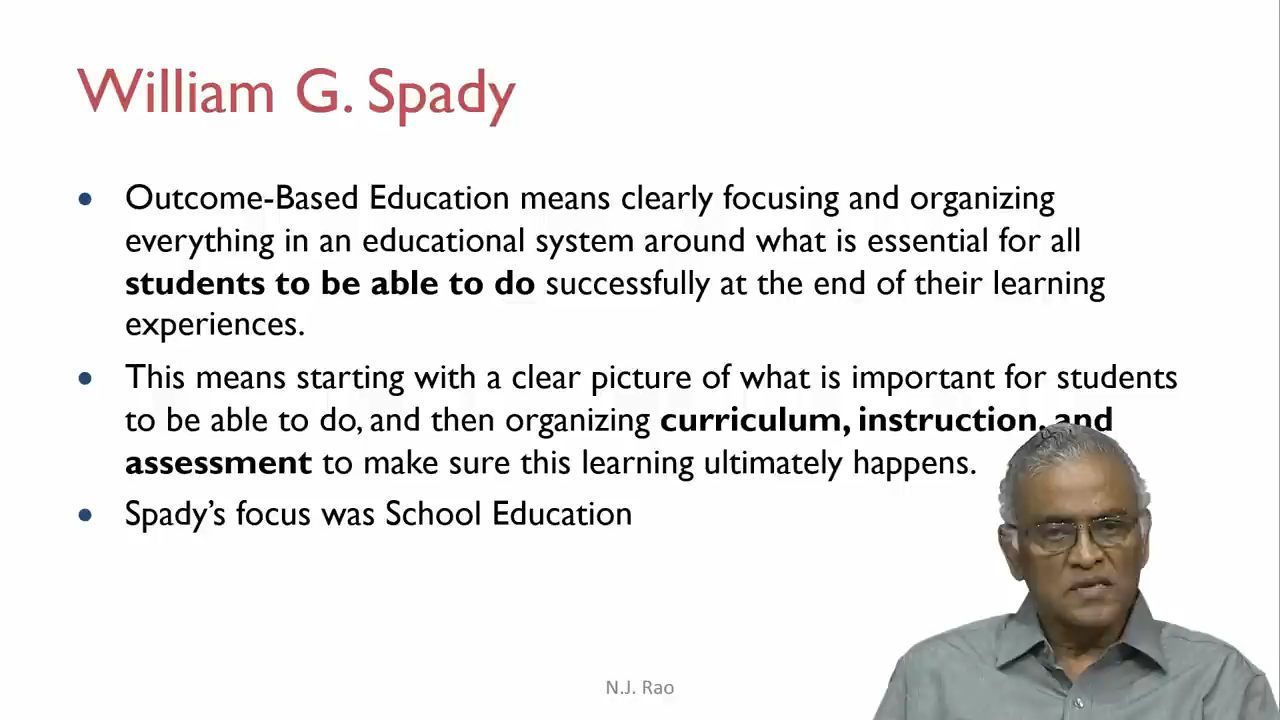 William G. Spady
• Outcome-Based Education means clearly focusing and organizing
everything in an educational system around what is essential for all
students to be able to do successfully at the end of their learning
experiences.
• This means starting with a clear picture of what is important for students
to be able to do, and then organizing curriculum, instruction, and
assessment to make sure this learning ultimately happens.
• Spady’s focus was School Education
N.J. Rao